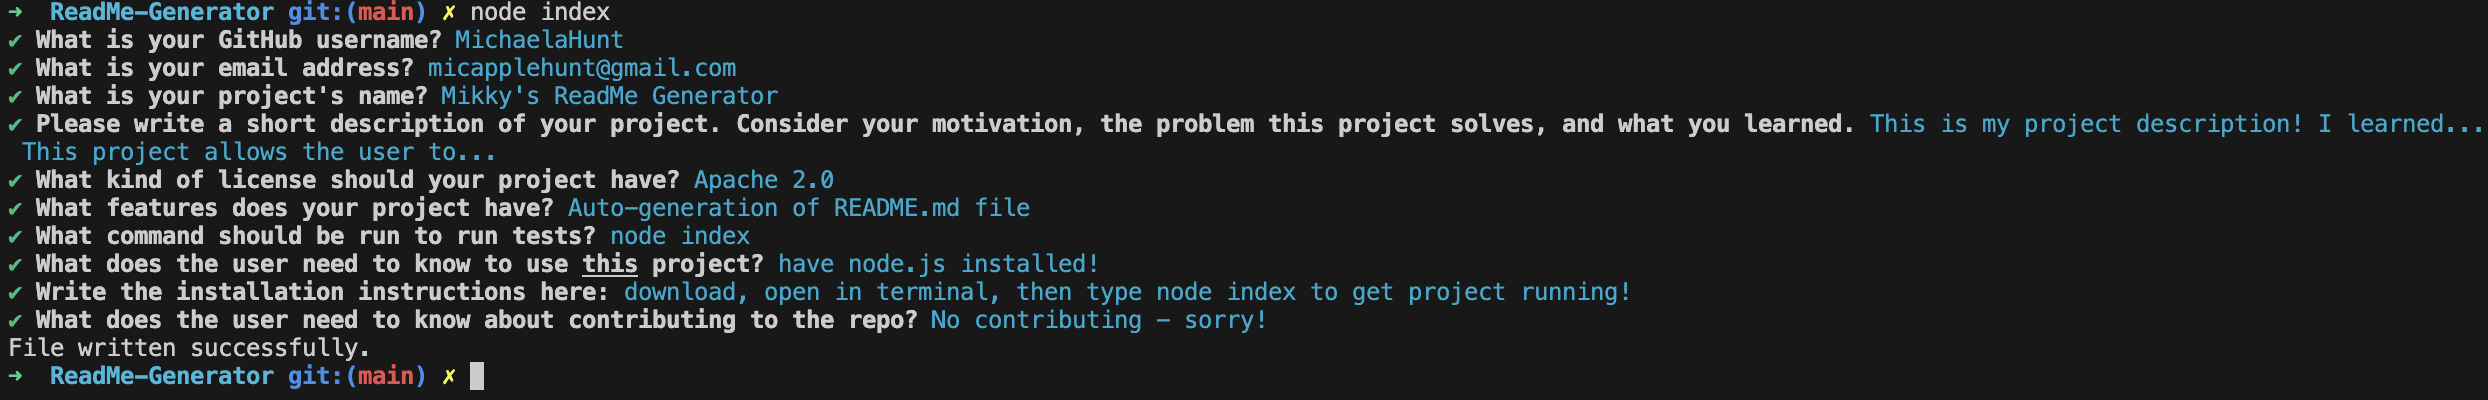 ➜  ReadMe-Generator git:(main) ✗ node index
✔ What is your GitHub username? MichaelaHunt
✔ What is your email address? micapplehunt@gmail.com
✔ What is your project's name? Mikky's ReadMe Generator
✔ Please write a short description of your project. Consider your motivation, the problem this project solves, and what you learned. This is my project description! I learned...
This project allows the user to...
✔ What kind of license should your project have? Apache 2.0
✔ What features does your project have? Auto-generation of README.md file
✔ What command should be run to run tests? node index
✔ What does the user need to know to use this project? have node.js installed!
✔ Write the installation instructions here: download, open in terminal, then type node index to get project running!
✔ What does the user need to know about contributing to the repo? No contributing - sorry!
File written successfully.
➜  ReadMe-Generator git:(main) ✗